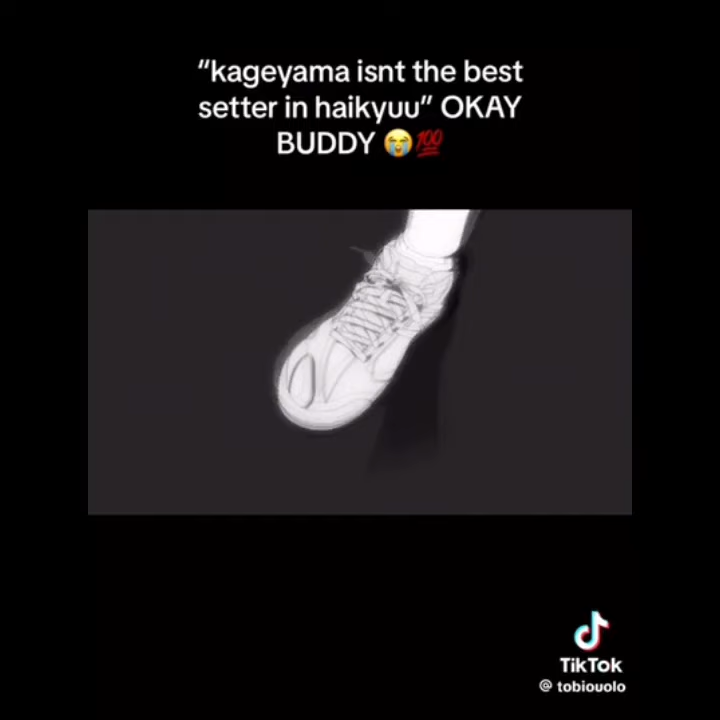 “kageyama isnt the best
setter in haikyuu” OKAY
BUDDY 😭💯
TikTok
@ tobiouolo